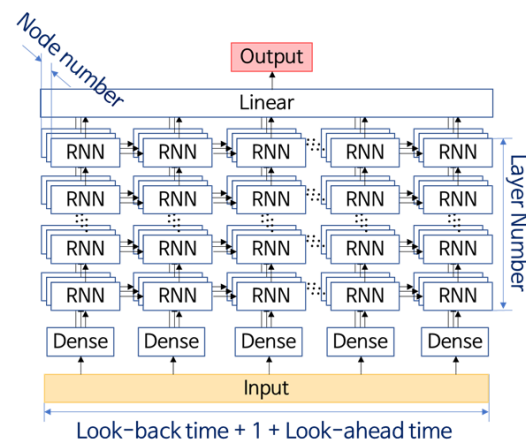 Node number
Output
Linear
RNN RNN RNN RNN RNN
RNN RNN RNN RNN RNN
RNN RNN RNN RNN RNN
RNN RNN RNN RNN RNN
Layer Number
Dense Dense Dense Dense Dense
Input
Look-back time + 1 + Look-ahead time